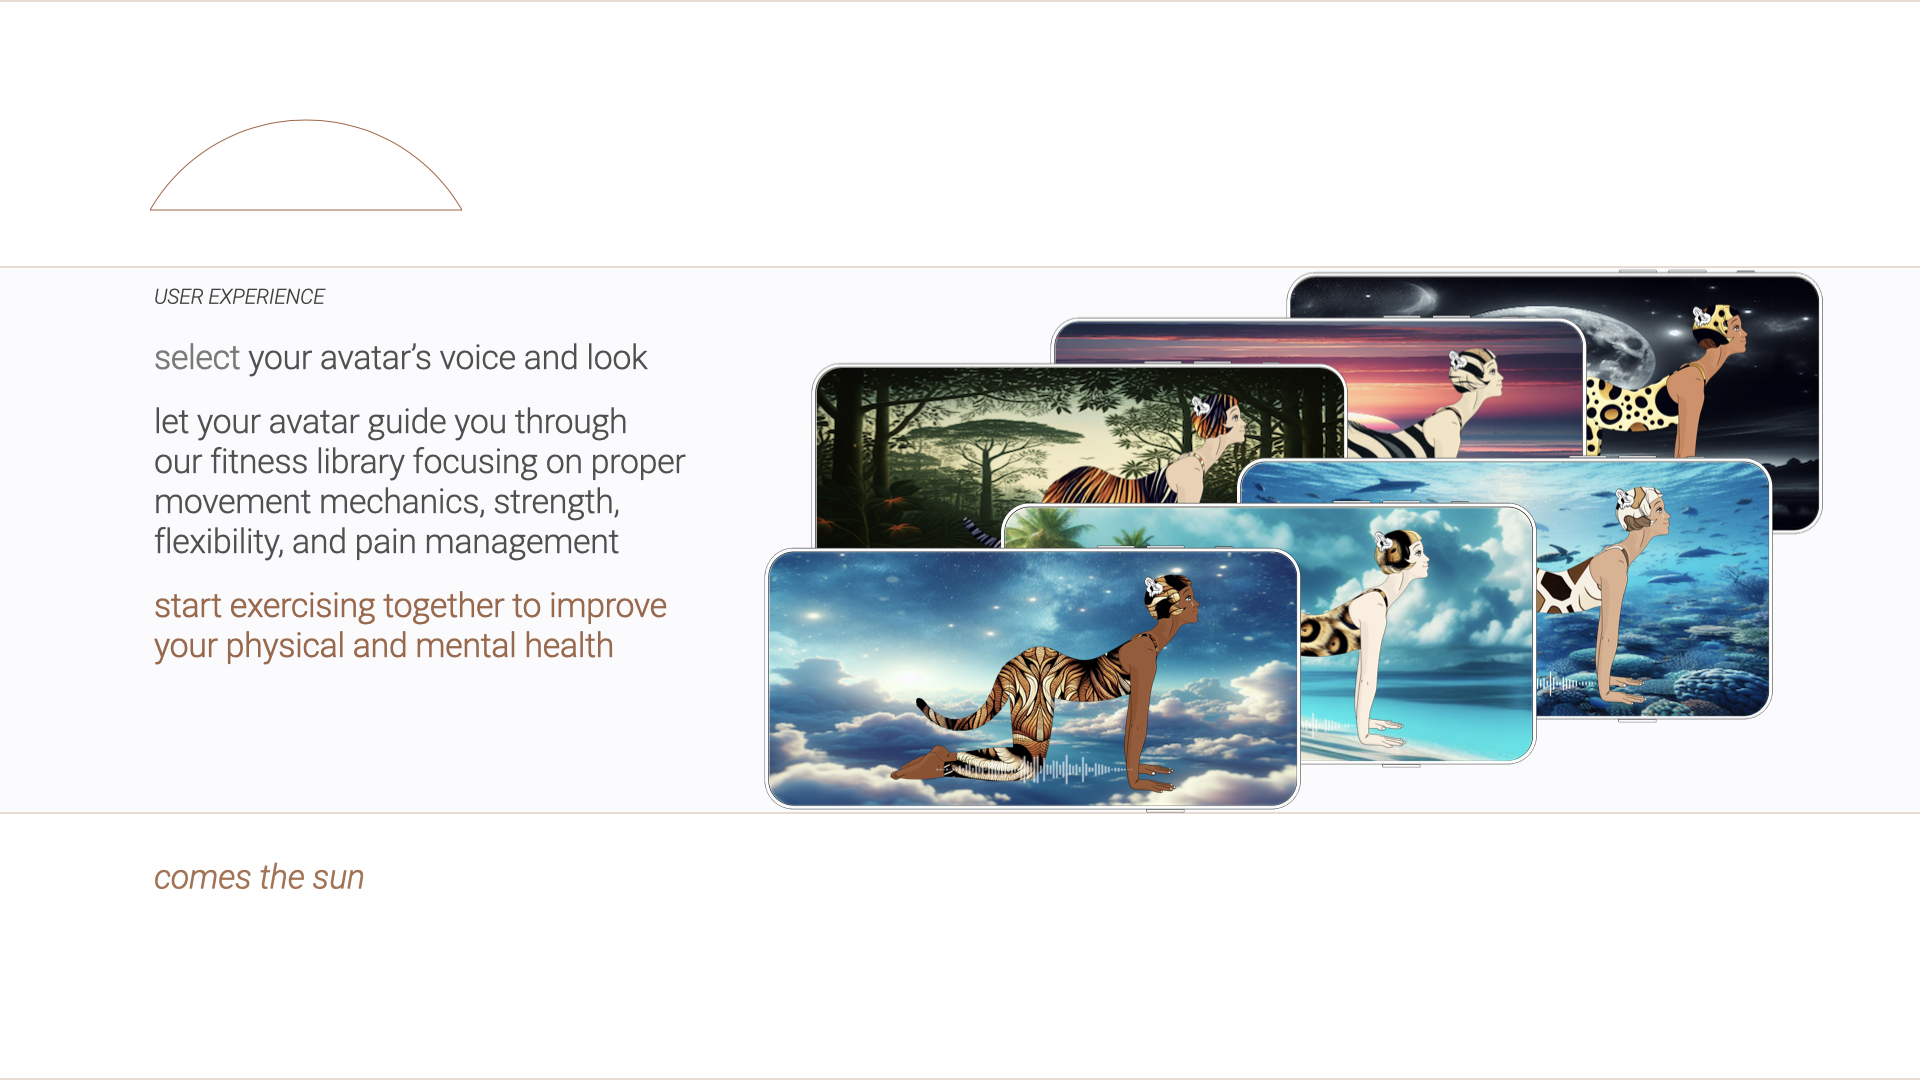 USER EXPERIENCE
select your avatar’s voice and look
let your avatar guide you through
our fitness library focusing on proper
movement mechanics, strength,
flexibility, and pain management
start exercising together to improve
your physical and mental health
comes the sun